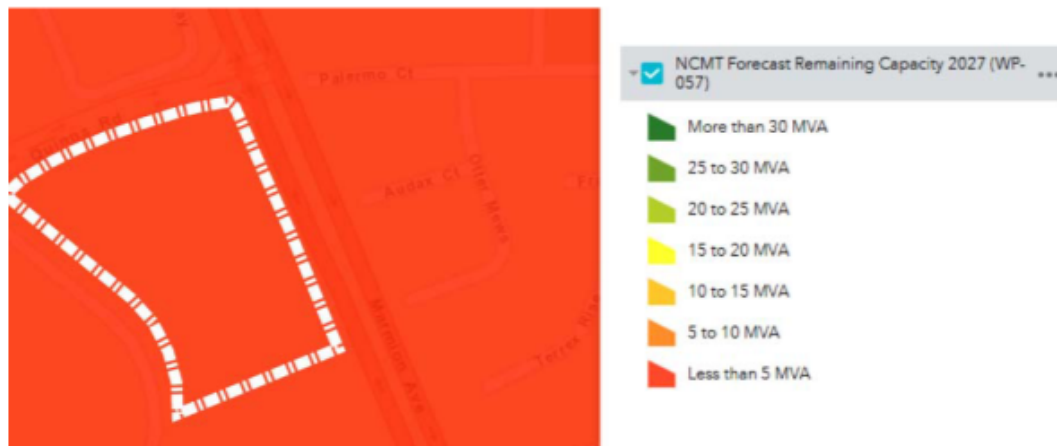 Palermo Ct
Quinns Rd
Audax Ct
Otter Mews
Marmion Ave
Terrex Rise
NCMT Forecast Remaining Capacity 2027 (WP-
057)
More than 30 MVA
25 to 30 MVA
20 to 25 MVA
15 to 20 MVA
10 to 15 MVA
5 to 10 MVA
Less than 5 MVA